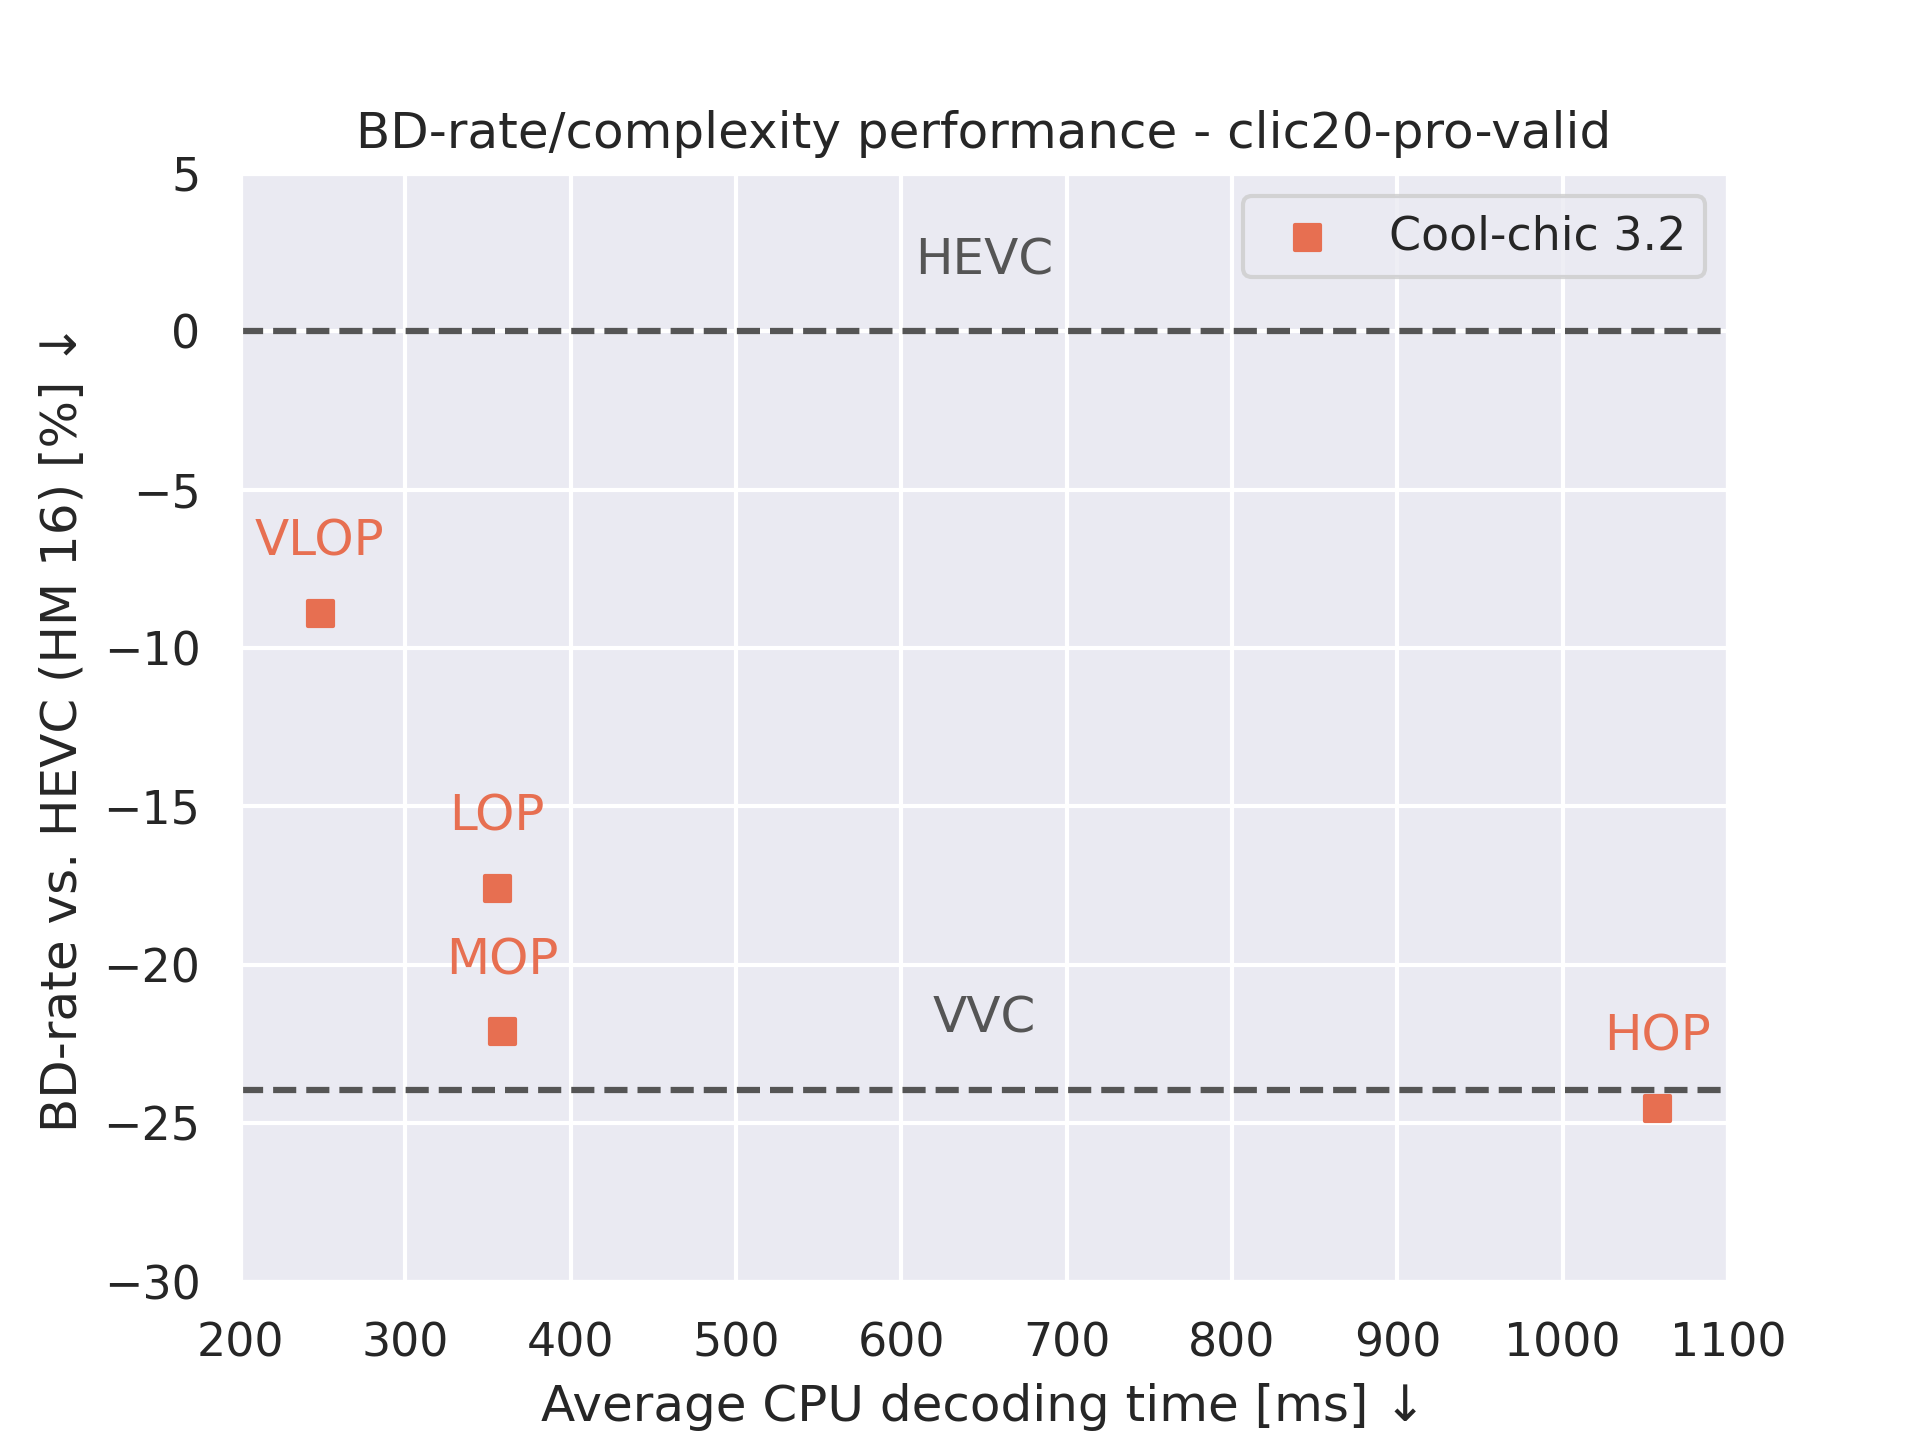 BD-rate/complexity performance - clic20-pro-valid
5
0
−5
−10
−15
−20
−25
−30
BD-rate vs. HEVC (HM 16) [%] ↓
HEVC
Cool-chic 3.2
VLOP
LOP
MOP
VVC
HOP
200 300 400 500 600 700 800 900 1000 1100
Average CPU decoding time [ms] ↓